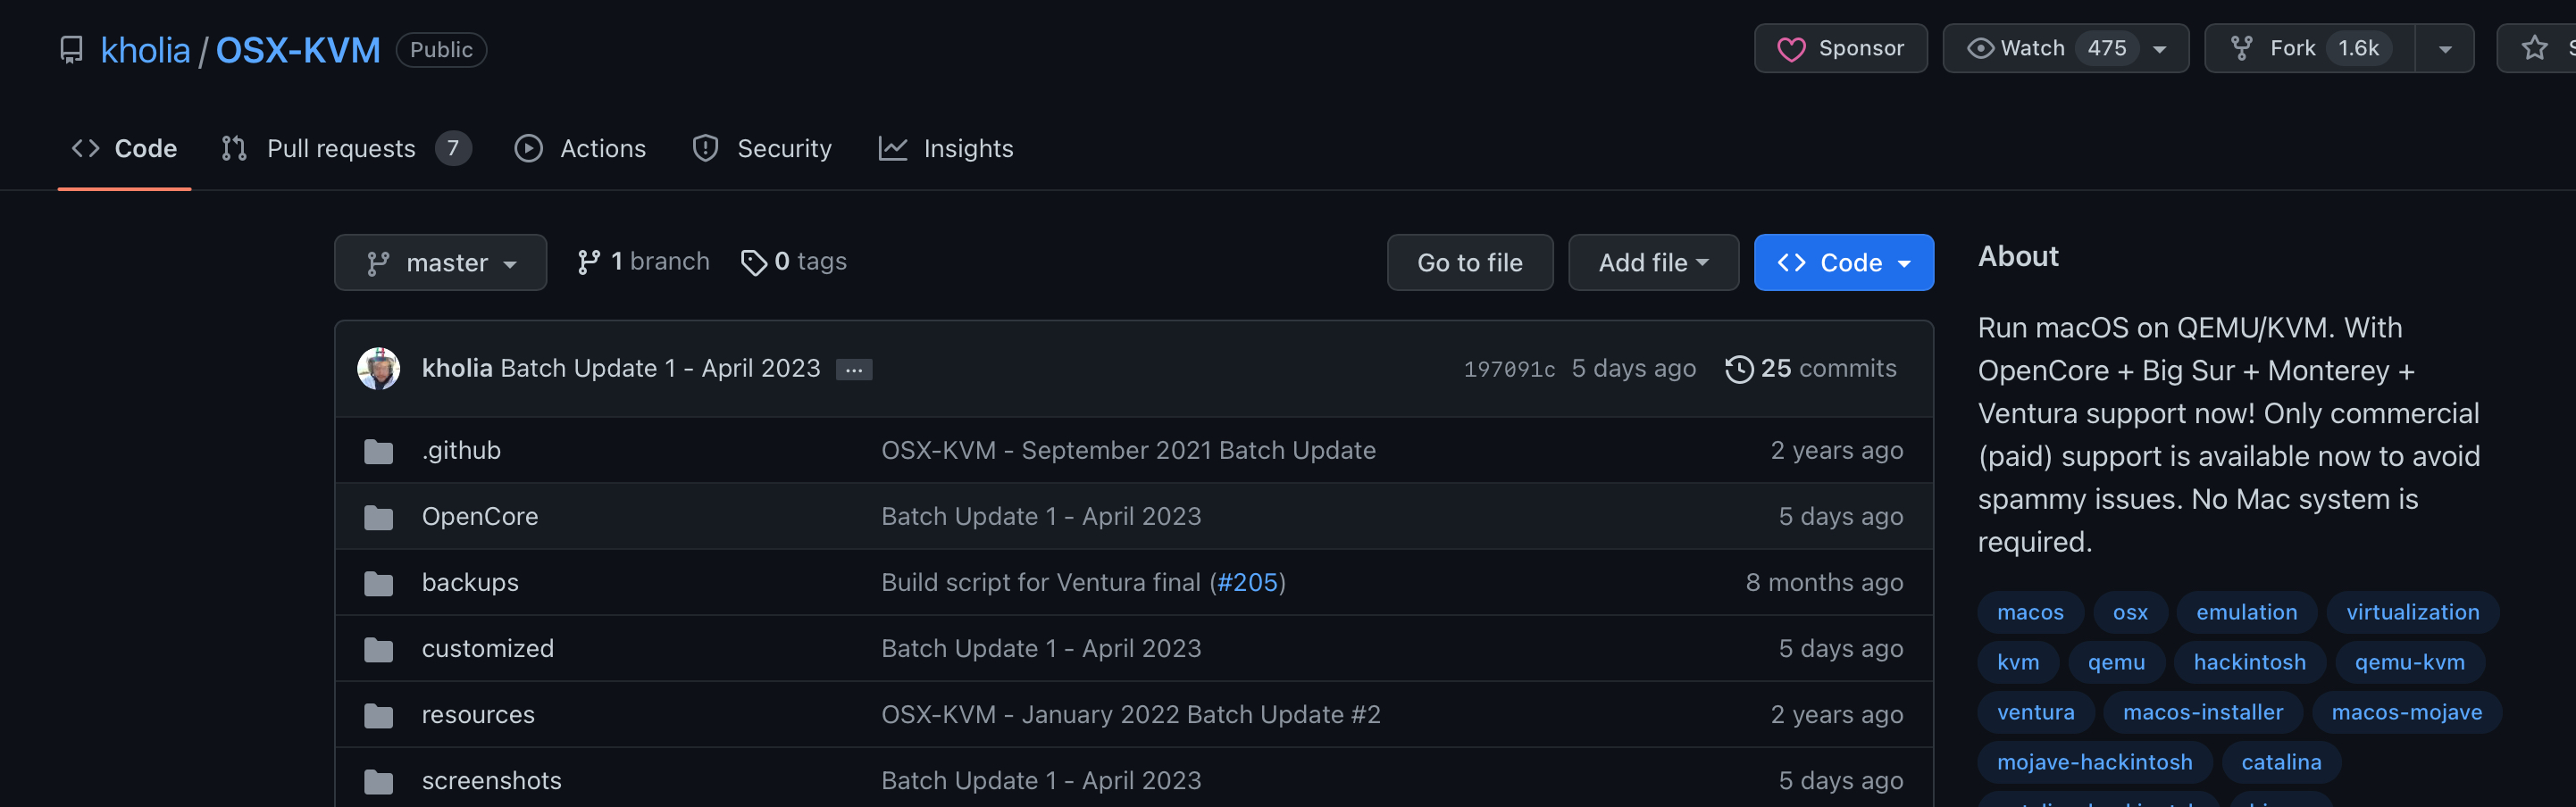 kholia / OSX-KVM Public Sponsor Watch 475 Fork 1.6k
Code Pull requests 7 Actions Security Insights
master 1 branch 0 tags Go to file Add file Code
kholia Batch Update 1 - April 2023 ... 197091c 5 days ago 25 commits
.github OSX-KVM - September 2021 Batch Update 2 years ago
OpenCore Batch Update 1 - April 2023 5 days ago
backups Build script for Ventura final (#205) 8 months ago
customized Batch Update 1 - April 2023 5 days ago
resources OSX-KVM - January 2022 Batch Update #2 2 years ago
screenshots Batch Update 1 - April 2023 5 days ago
About
Run macOS on QEMU/KVM. With
OpenCore + Big Sur + Monterey +
Ventura support now! Only commercial
(paid) support is available now to avoid
spammy issues. No Mac system is
required.
macos osx emulation virtualization
kvm qemu hackintosh qemu-kvm
ventura macos-installer macos-mojave
mojave-hackintosh catalina